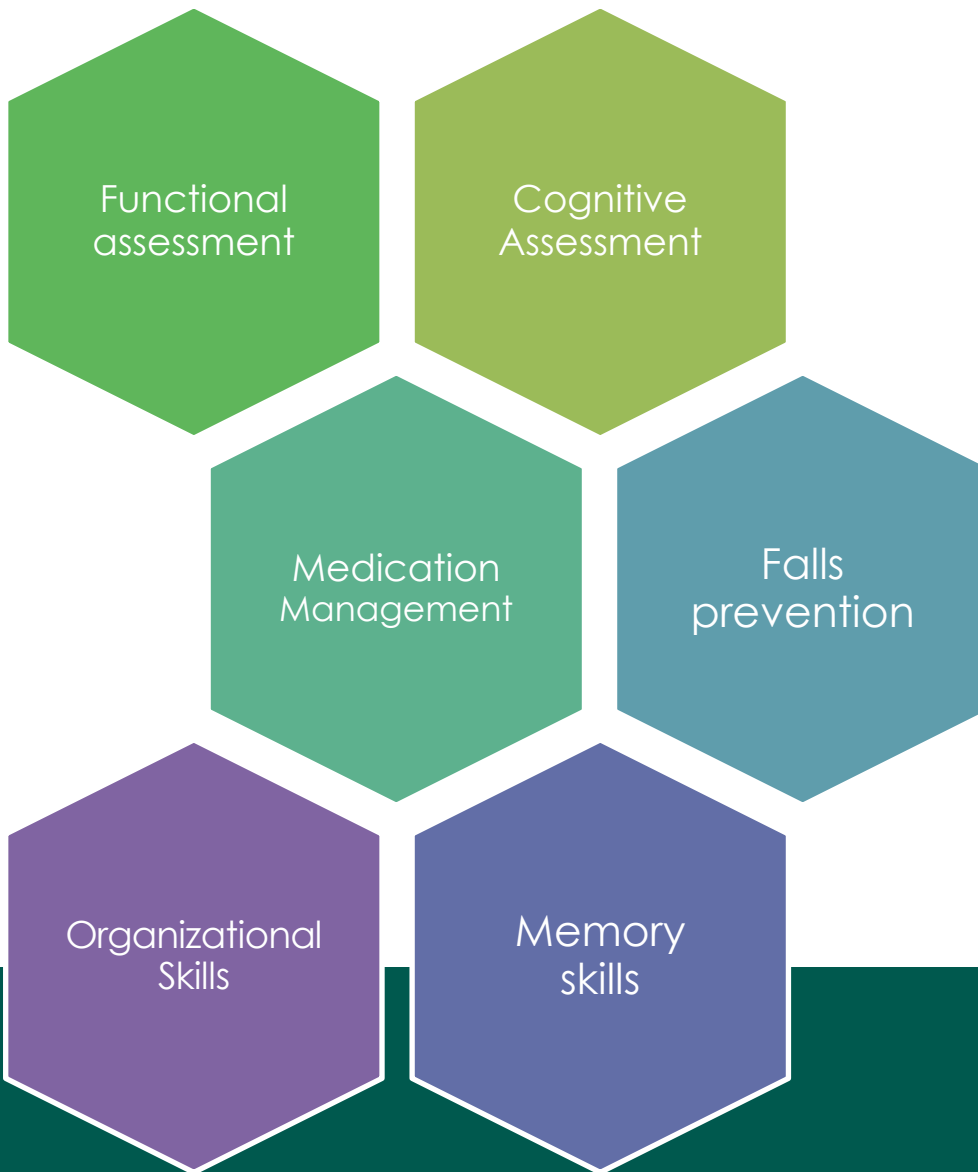 Functional
assessment
Cognitive
Assessment
Medication
Management
Falls
prevention
Organizational
Skills
Memory
skills